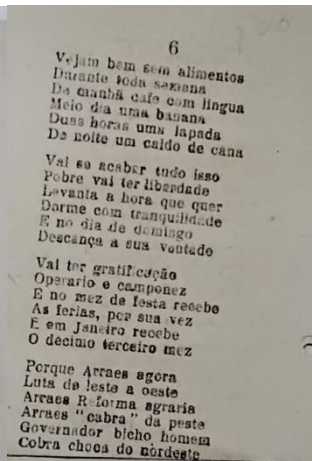 6
Vejam bem sem alimentos
Durante toda semana
De manhã cafe com lingua
Meio dia uma banana
Duas horas uma lapada
De noite um caldo de cana
Vai se acabar tudo isso
Pobre vai ter liberdade
Levanta a hora que quer
Dorme com tranquilidade
E no dia de domingo
Descança a sua vontade
Vai ter gratificação
Operario e camponez
E no mez de festa recebe
As ferias, por sua vez
E em Janeiro recebe
O decimo terceiro mez
Porque Arraes agora
Luta de leste a oeste
Arraes Reforma agraria
Arraes "cabra" da peste
Governador bicho homem
Cobra choca do nordeste